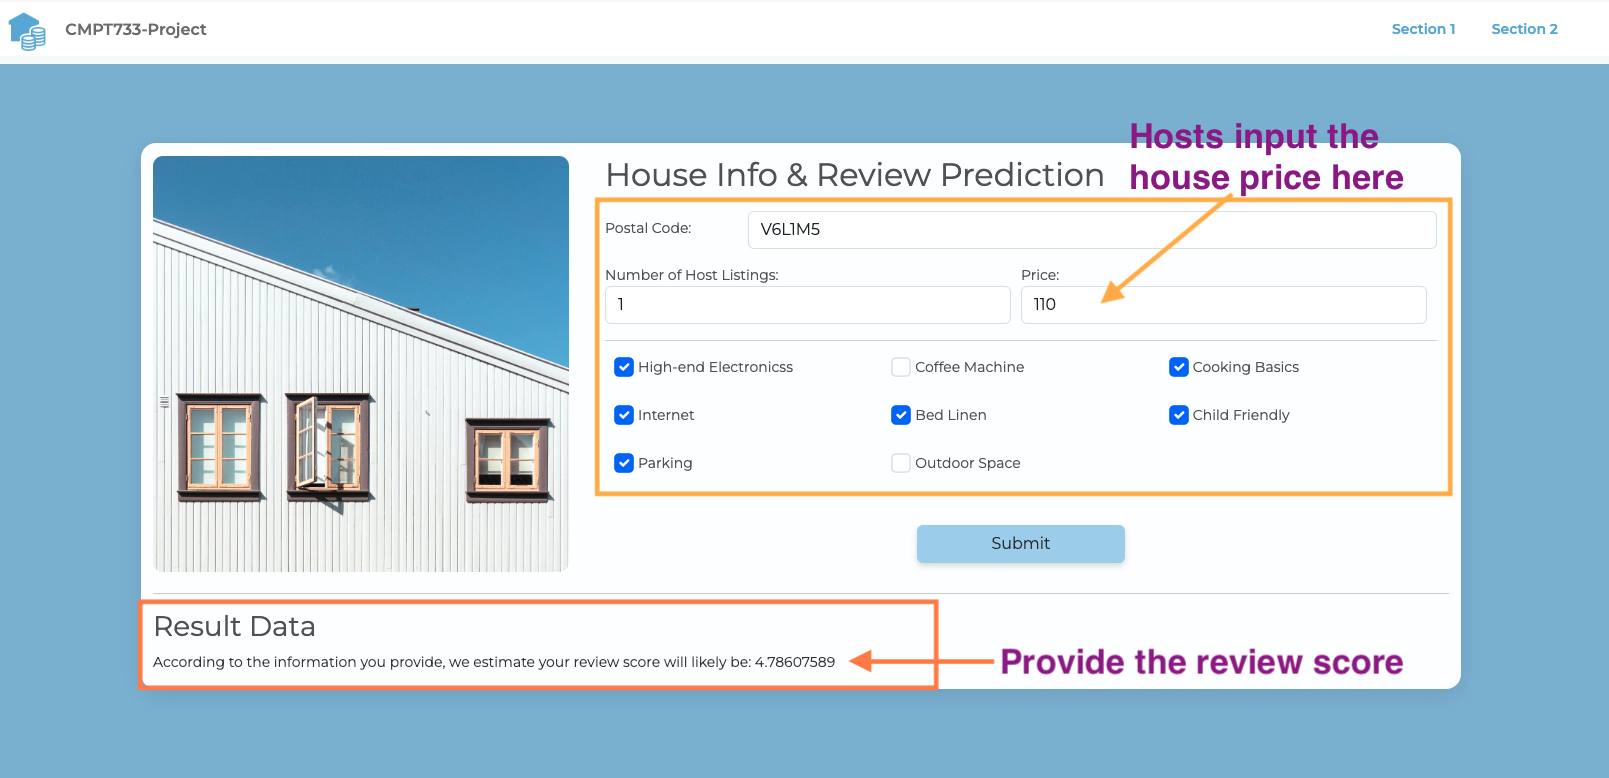 CMPT733-Project
Section 1
Section 2
Hosts input the
house price here
House Info & Review Prediction
Postal Code:
V6L1M5
Number of Host Listings:
Price:
1
110
High-end Electronicss
Coffee Machine
Cooking Basics
Internet
Bed Linen
Child Friendly
Parking
Outdoor Space
Submit
Result Data
According to the information you provide, we estimate your review score will likely be: 4.78607589
Provide the review score